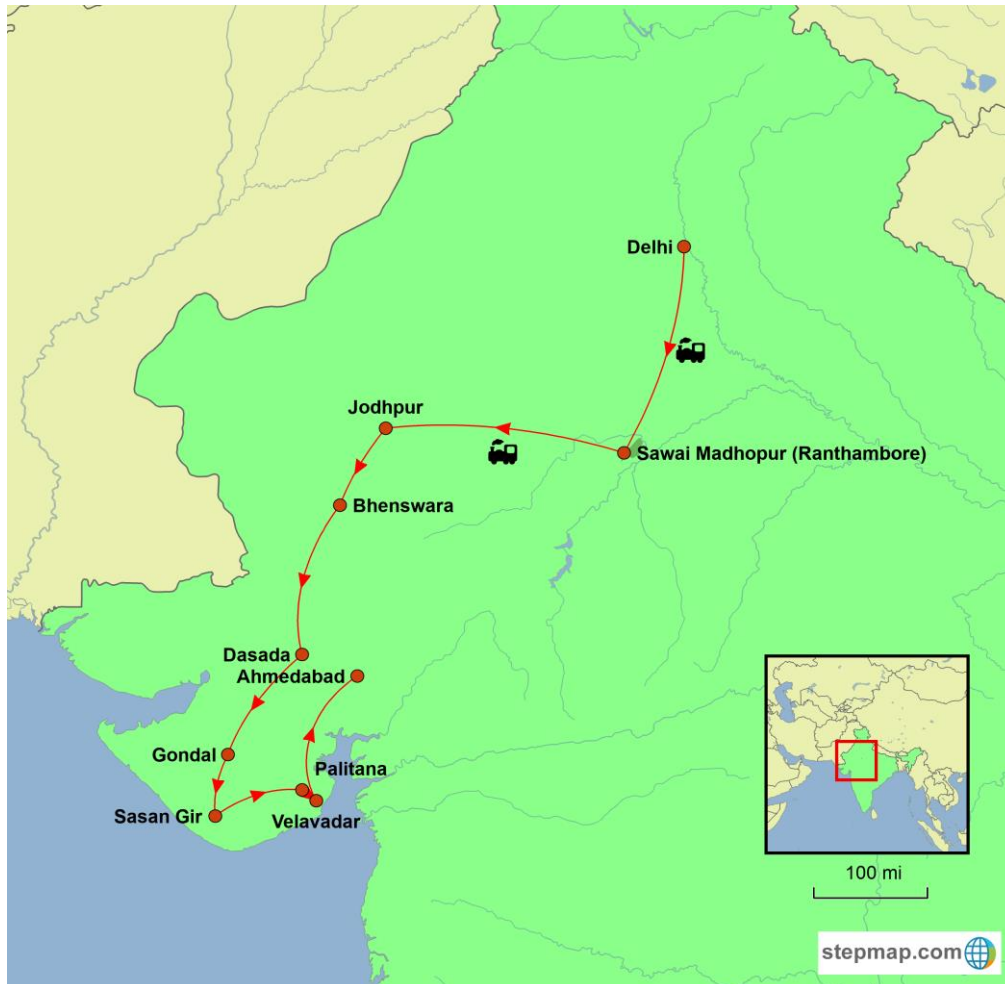 Delhi
Jodhpur
Sawai Madhopur (Ranthambore)
Bhenswara
Dasada
Ahmedabad
Gondal
Palitana
Sasan Gir
Velavadar
100 mi
stepmap.com